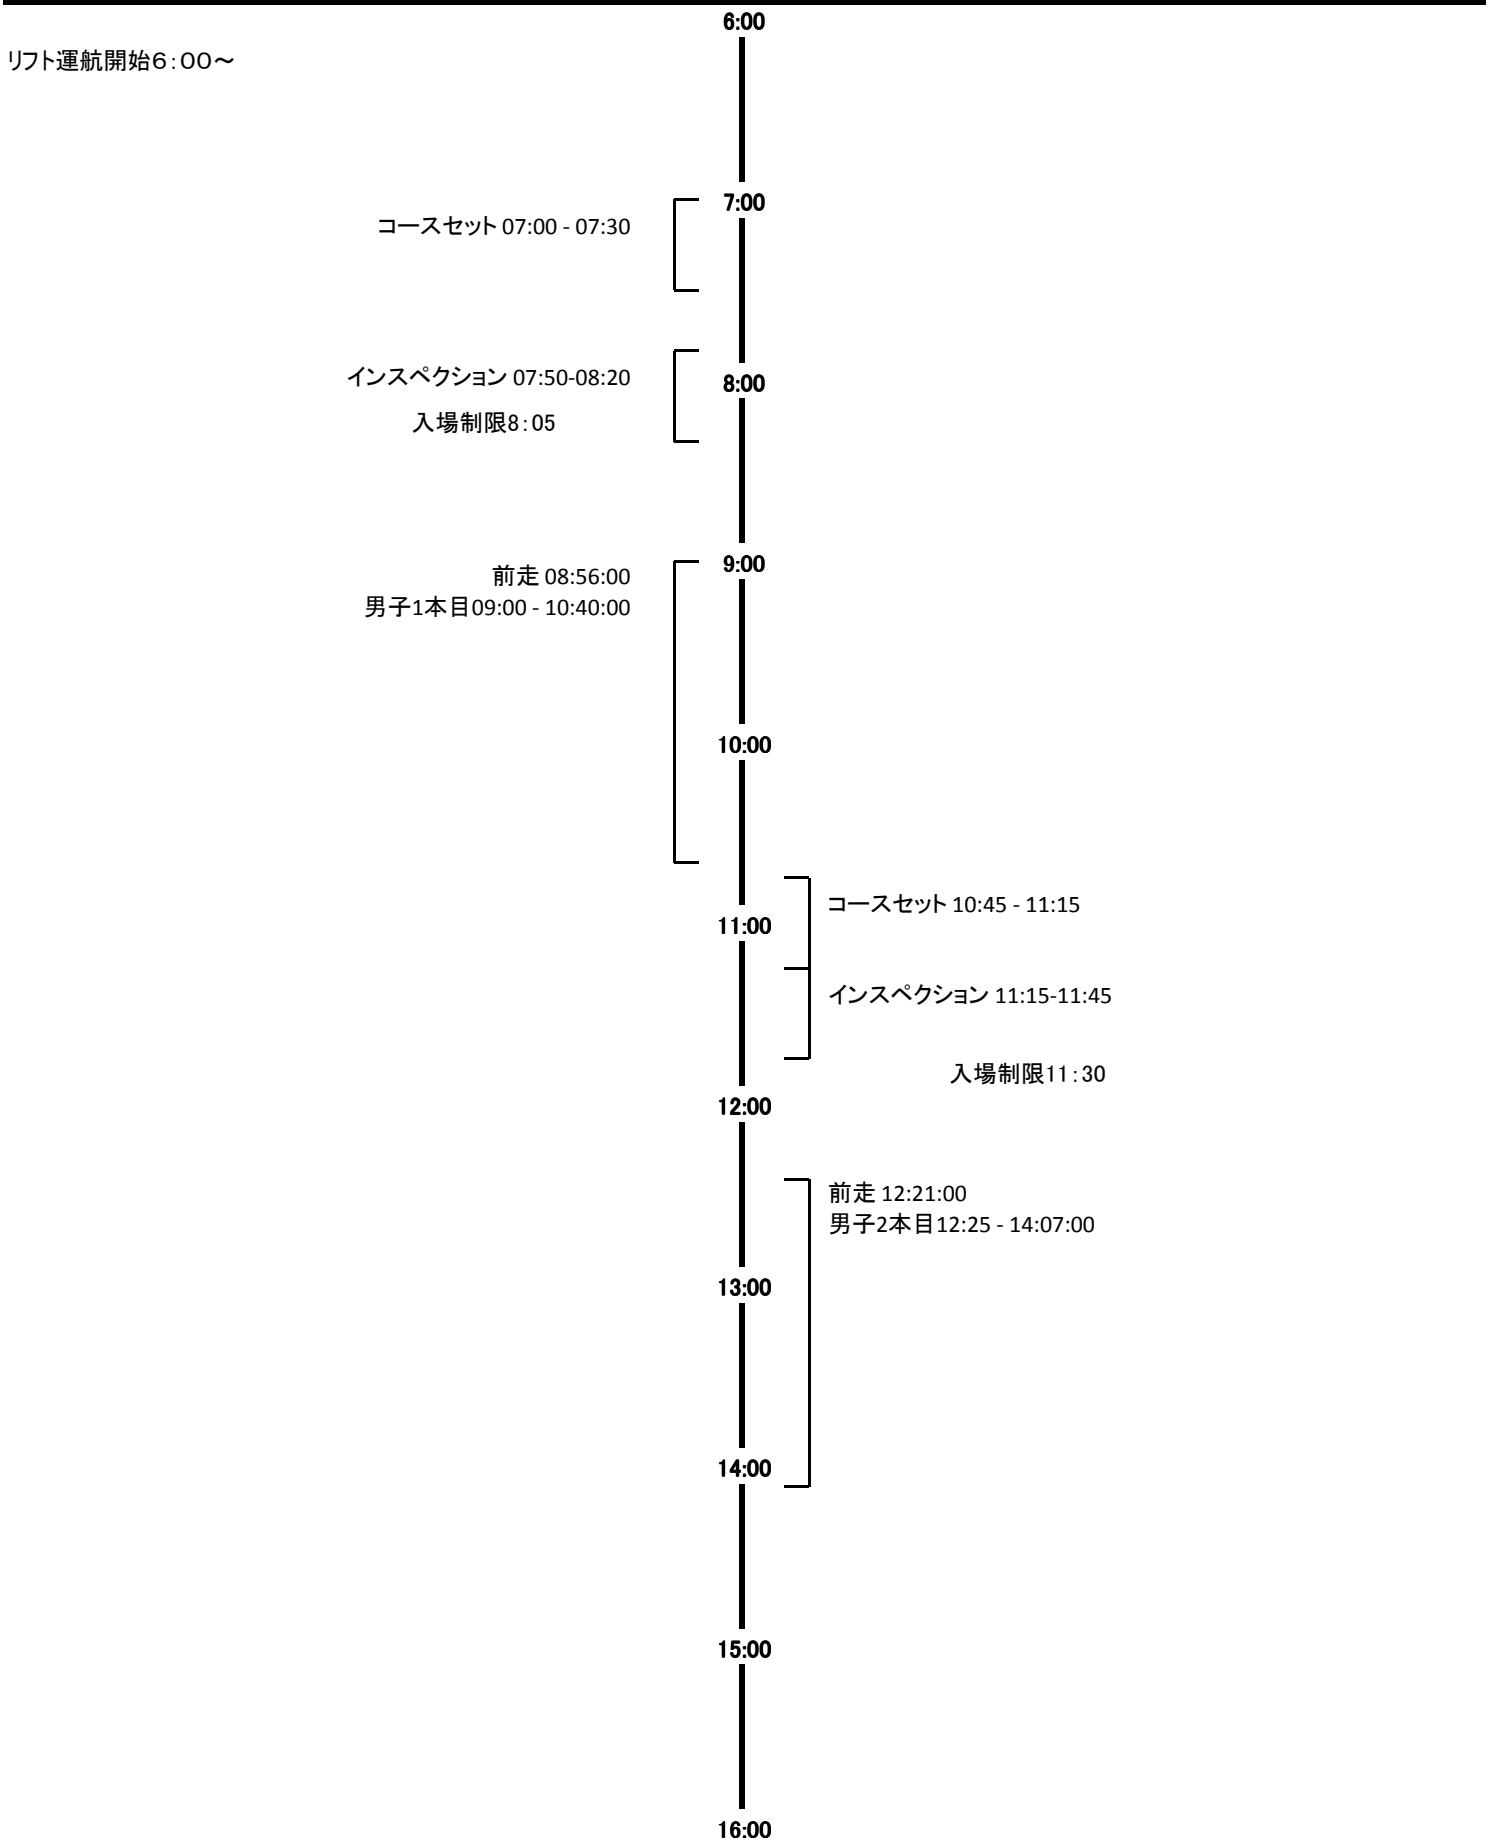 6:00
リフト運航開始6:00～
7:00
コースセット 07:00 - 07:30
インスペクション 07:50-08:20
8:00
入場制限8:05
9:00
前走 08:56:00
男子1本目09:00 - 10:40:00
10:00
コースセット 10:45 - 11:15
11:00
インスペクション 11:15-11:45
入場制限11:30
12:00
前走 12:21:00
男子2本目12:25 - 14:07:00
13:00
14:00
15:00
16:00